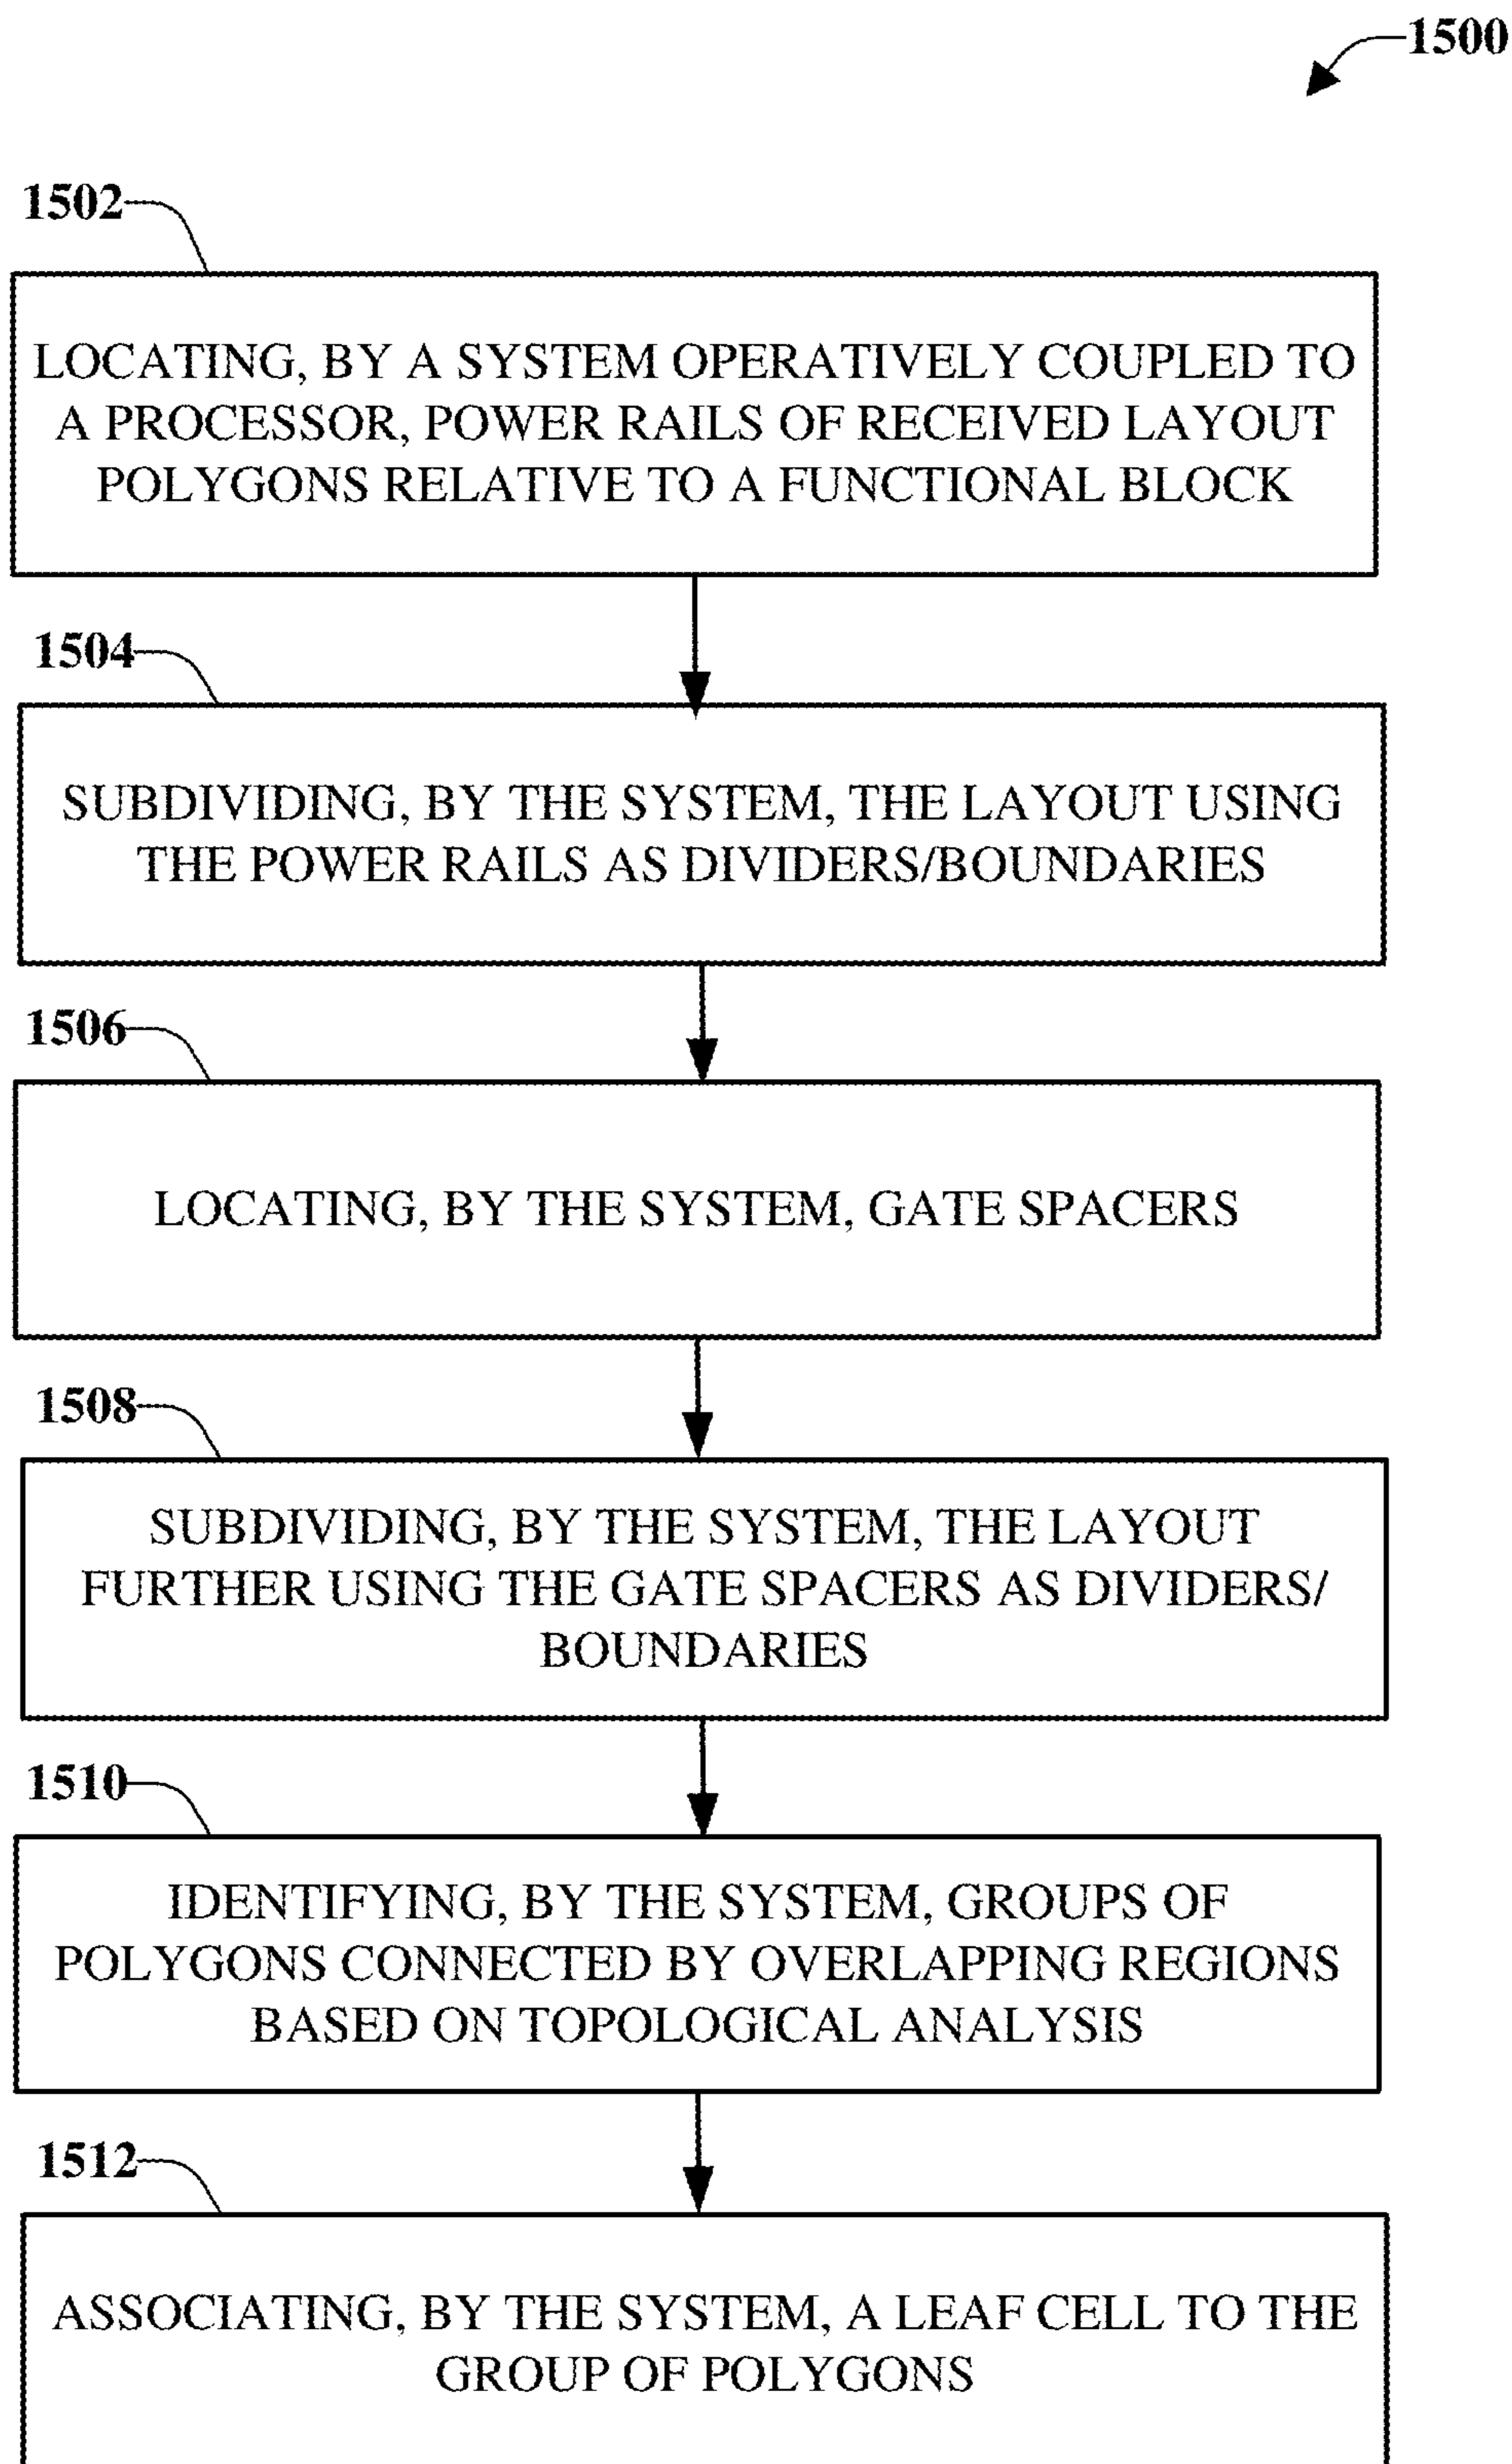 1500
1502
LOCATING, BY A SYSTEM OPERATIVELY COUPLED TO
A PROCESSOR, POWER RAILS OF RECEIVED LAYOUT
POLYGONS RELATIVE TO A FUNCTIONAL BLOCK
1504
SUBDIVIDING, BY THE SYSTEM, THE LAYOUT USING
THE POWER RAILS AS DIVIDERS/BOUNDARIES
1506
LOCATING, BY THE SYSTEM, GATE SPACERS
1508
SUBDIVIDING, BY THE SYSTEM, THE LAYOUT
FURTHER USING THE GATE SPACERS AS DIVIDERS/
BOUNDARIES
1510
IDENTIFYING, BY THE SYSTEM, GROUPS OF
POLYGONS CONNECTED BY OVERLAPPING REGIONS
BASED ON TOPOLOGICAL ANALYSIS
1512
ASSOCIATING, BY THE SYSTEM, A LEAF CELL TO THE
GROUP OF POLYGONS